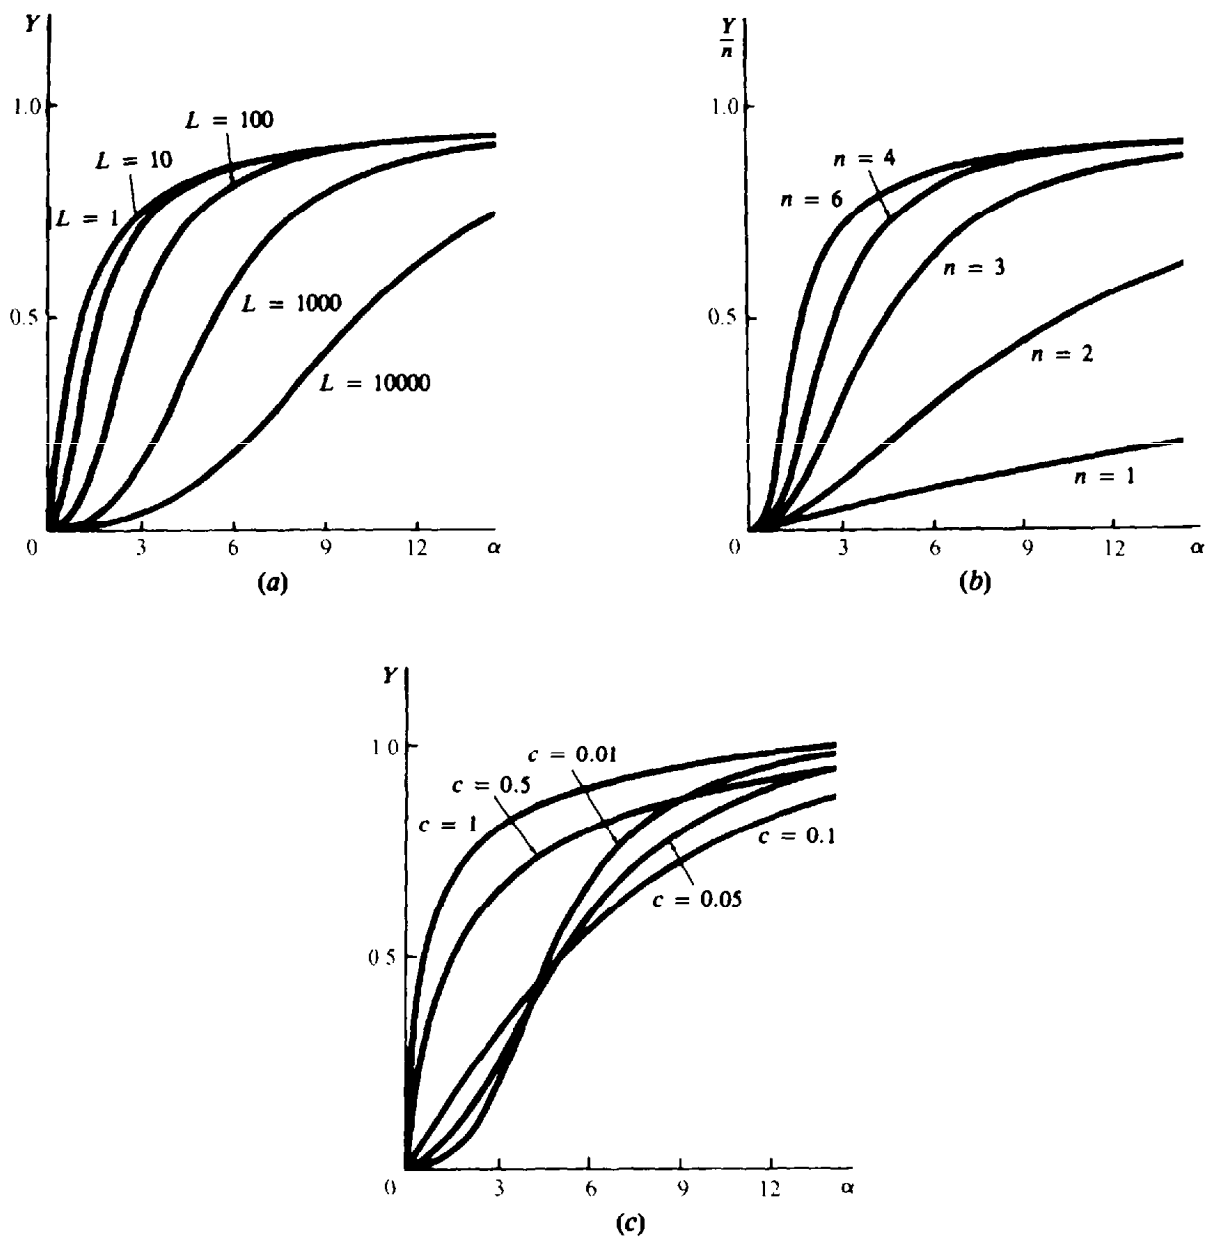 Y
1.0
0.5
L = 100
L = 10
L = 1
L = 1000
L = 10000
0 3 6 9 12 α
(a)
Y
n
1.0
0.5
n = 4
n = 6
n = 3
n = 2
n = 1
0 3 6 9 12 α
(b)
Y
1 0
0 5
c = 0.01
c = 0.5
c = 1
c = 0.1
c = 0.05
0 3 6 9 12 α
(c)